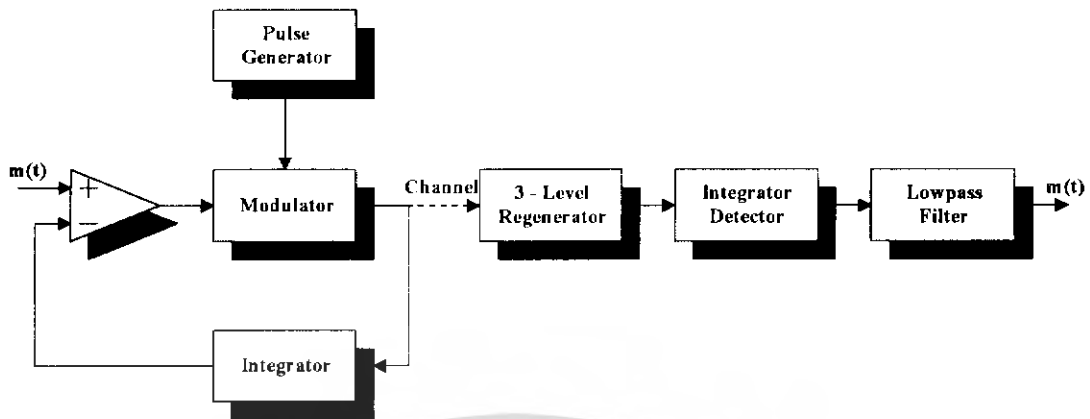 Pulse
Generator
m(t)
+
−
Modulator
Channel
3 - Level
Regenerator
Integrator
Detector
Lowpass
Filter
m(t)
Integrator